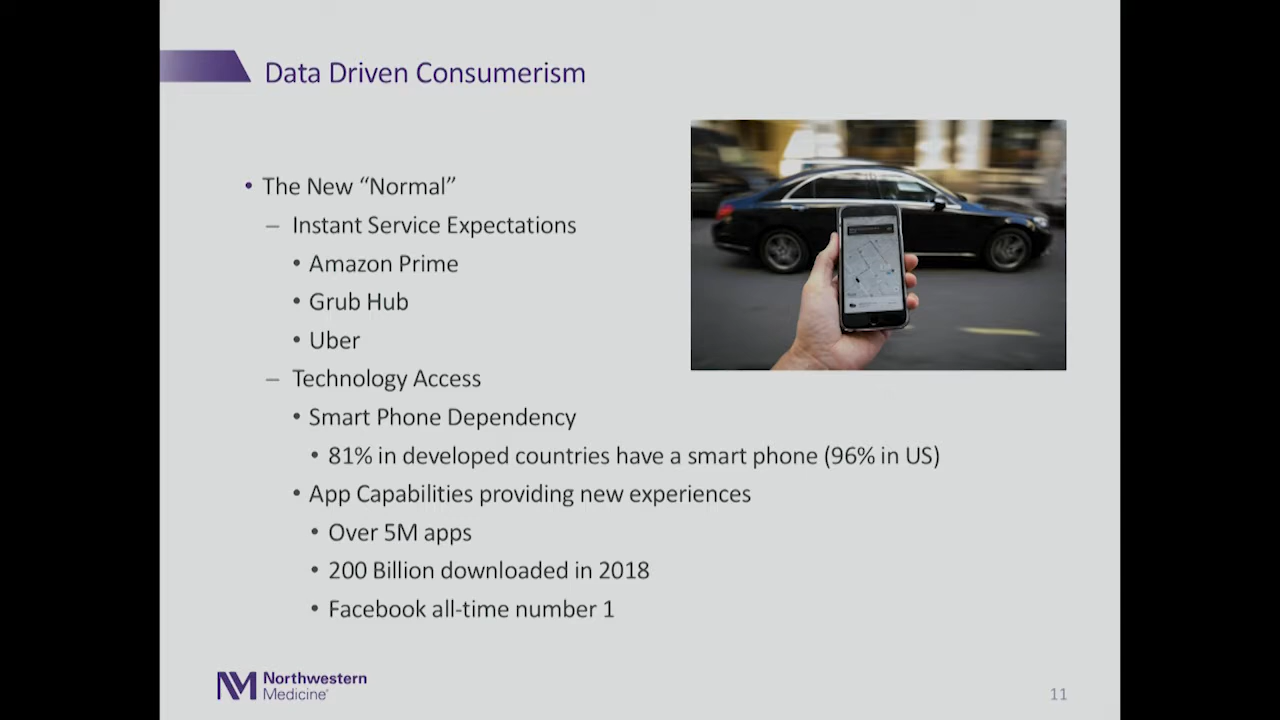 Data Driven Consumerism
• The New “Normal”
– Instant Service Expectations
• Amazon Prime
• Grub Hub
• Uber
– Technology Access
• Smart Phone Dependency
• 81% in developed countries have a smart phone (96% in US)
• App Capabilities providing new experiences
• Over 5M apps
• 200 Billion downloaded in 2018
• Facebook all-time number 1
NM Northwestern
Medicine®
11